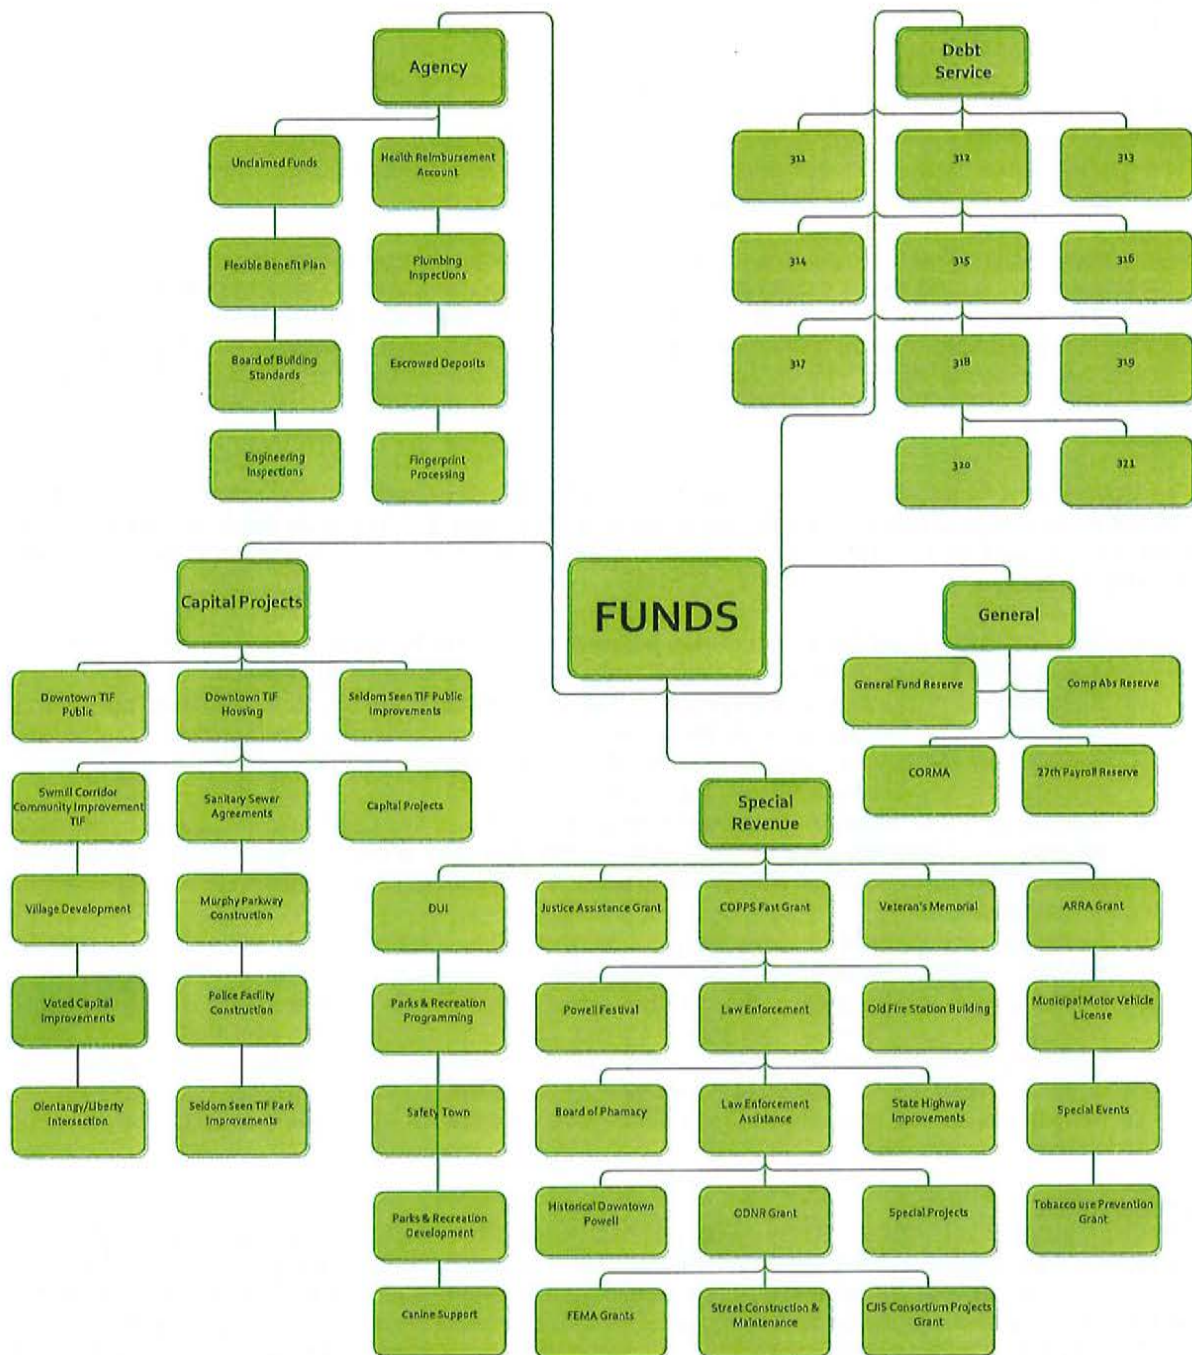 Agency
Unclaimed Funds
Health Reimbursement
Account
Flexible Benefit Plan
Plumbing
Inspections
Board of Building
Standards
Escrowed Deposits
Engineering
Inspections
Fingerprint
Processing
Debt
Service
311
312
313
314
315
316
317
318
319
320
321
FUNDS
Capital Projects
Downtown TIF
Public
Downtown TIF
Housing
Seldom Seen TIF Public
Improvements
Swmill Corridor
Community Improvement
TIF
Sanitary Sewer
Agreements
Capital Projects
Village Development
Murphy Parkway
Construction
Voted Capital
Improvements
Police Facility
Construction
Olentangy/Liberty
Intersection
Seldom Seen TIF Park
Improvements
General
General Fund Reserve
Comp Abs Reserve
CORMA
27th Payroll Reserve
Special
Revenue
DUI
Justice Assistance Grant
COPPS Fast Grant
Veteran's Memorial
ARRA Grant
Parks & Recreation
Programming
Powell Festival
Law Enforcement
Old Fire Station Building
Municipal Motor Vehicle
License
Safety Town
Board of Phamacy
Law Enforcement
Assistance
State Highway
Improvements
Special Events
Parks & Recreation
Development
Historical Downtown
Powell
ODNR Grant
Special Projects
Tobacco use Prevention
Grant
Canine Support
FEMA Grants
Street Construction &
Maintenance
CJIS Consortium Projects
Grant